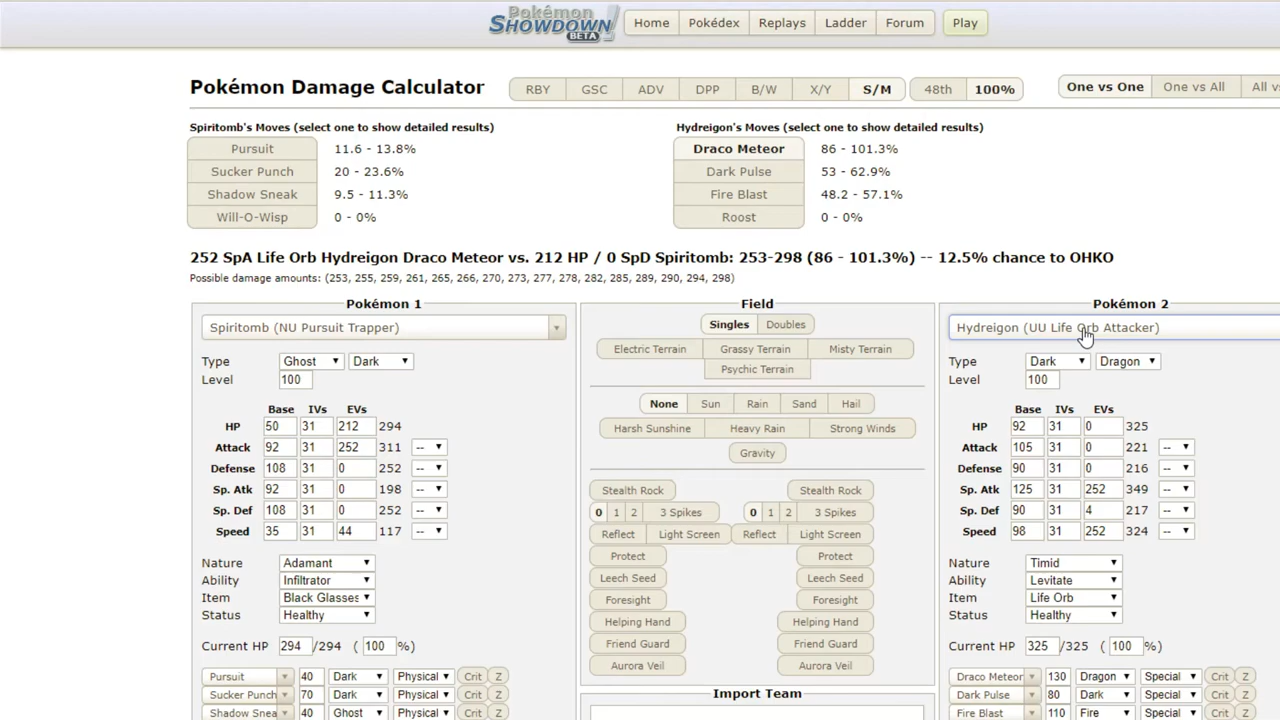 Pokémon
SHOWDOWN!
BETA
Home Pokédex Replays Ladder Forum Play
Pokémon Damage Calculator RBY GSC ADV DPP B/W X/Y S/M 48th 100% One vs One One vs All All vs
Spiritomb's Moves (select one to show detailed results) Hydreigon's Moves (select one to show detailed results)
Pursuit 11.6 - 13.8% Draco Meteor 86 - 101.3%
Sucker Punch 20 - 23.6% Dark Pulse 53 - 62.9%
Shadow Sneak 9.5 - 11.3% Fire Blast 48.2 - 57.1%
Will-O-Wisp 0 - 0% Roost 0 - 0%
252 SpA Life Orb Hydreigon Draco Meteor vs. 212 HP / 0 SpD Spiritomb: 253-298 (86 - 101.3%) -- 12.5% chance to OHKO
Possible damage amounts: (253, 255, 259, 261, 265, 266, 270, 273, 277, 278, 282, 285, 289, 290, 294, 298)
Pokémon 1
Spiritomb (NU Pursuit Trapper)
Type Ghost Dark
Level 100
Base IVs EVs
HP 50 31 212 294
Attack 92 31 252 311 --
Defense 108 31 0 252 --
Sp. Atk 92 31 0 198 --
Sp. Def 108 31 0 252 --
Speed 35 31 44 117 --
Nature Adamant
Ability Infiltrator
Item Black Glasses
Status Healthy
Current HP 294 /294 ( 100 %)
Pursuit 40 Dark Physical Crit Z
Sucker Punch 70 Dark Physical Crit Z
Shadow Snea 40 Ghost Physical Crit Z
Field
Singles Doubles
Electric Terrain Grassy Terrain Misty Terrain
Psychic Terrain
None Sun Rain Sand Hail
Harsh Sunshine Heavy Rain Strong Winds
Gravity
Stealth Rock Stealth Rock
0 1 2 3 Spikes 0 1 2 3 Spikes
Reflect Light Screen Reflect Light Screen
Protect Protect
Leech Seed Leech Seed
Foresight Foresight
Helping Hand Helping Hand
Friend Guard Friend Guard
Aurora Veil Aurora Veil
Import Team
Pokémon 2
Hydreigon (UU Life Orb Attacker)
Type Dark Dragon
Level 100
Base IVs EVs
HP 92 31 0 325
Attack 105 31 0 221 --
Defense 90 31 0 216 --
Sp. Atk 125 31 252 349 --
Sp. Def 90 31 4 217 --
Speed 98 31 252 324 --
Nature Timid
Ability Levitate
Item Life Orb
Status Healthy
Current HP 325 /325 ( 100 %)
Draco Meteor 130 Dragon Special Crit Z
Dark Pulse 80 Dark Special Crit Z
Fire Blast 110 Fire Special Crit Z